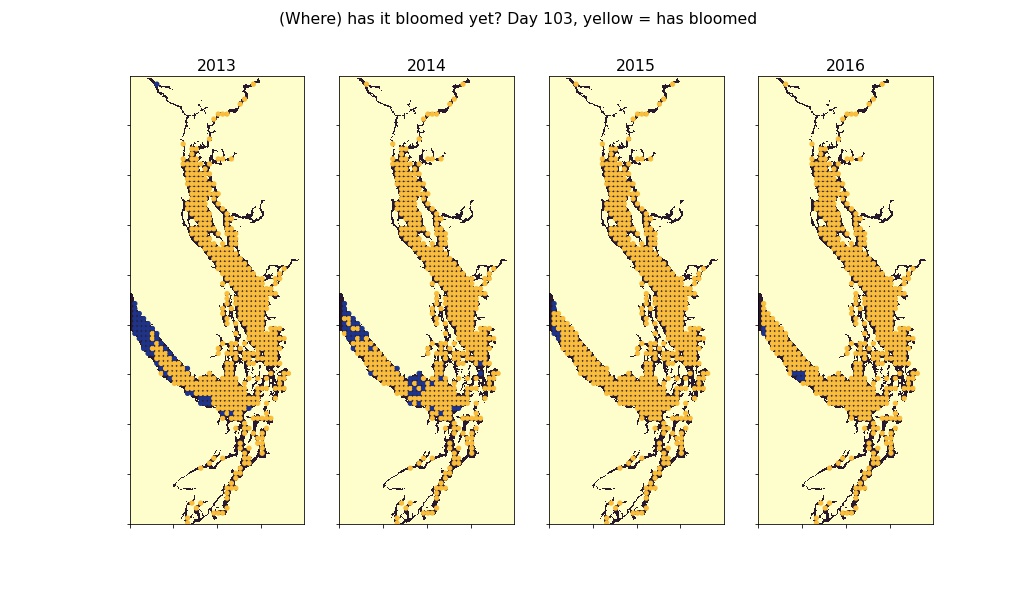 (Where) has it bloomed yet? Day 103, yellow = has bloomed
2013
2014
2015
2016